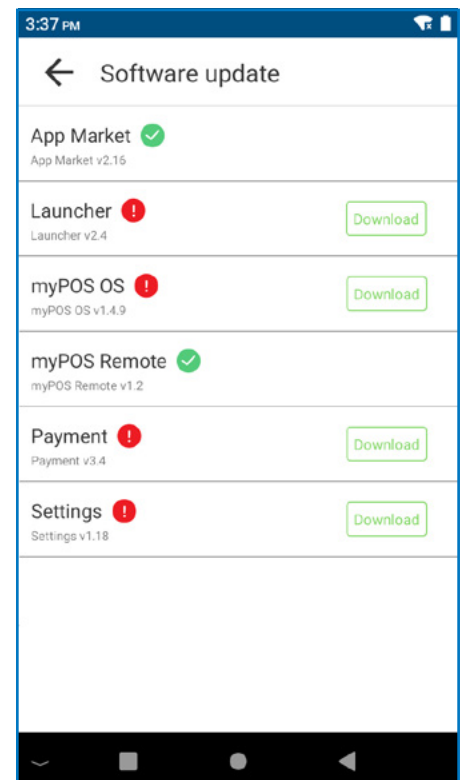 3:37 PM
Software update
App Market
App Market v2.16
Launcher
Launcher v2.4
Download
myPOS OS
myPOS OS v1.4.9
Download
myPOS Remote
myPOS Remote v1.2
Payment
Payment v3.4
Download
Settings
Settings v1.18
Download